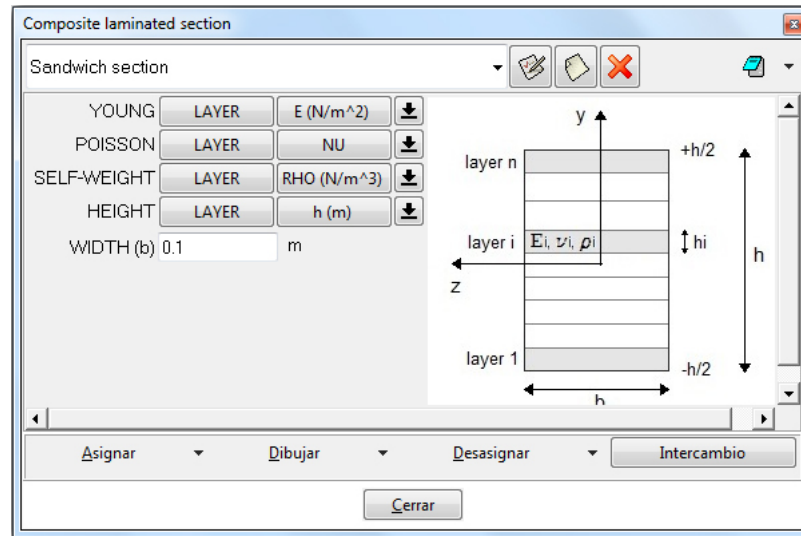 Composite laminated section
Sandwich section
YOUNG LAYER E (N/m^2)
POISSON LAYER NU
SELF-WEIGHT LAYER RHO (N/m^3)
HEIGHT LAYER h (m)
WIDTH (b) 0.1 m
y
layer n +h/2
layer i Ei, νi, ρi hi h
z
layer 1 -h/2
b
Asignar Dibujar Desasignar Intercambio
Cerrar